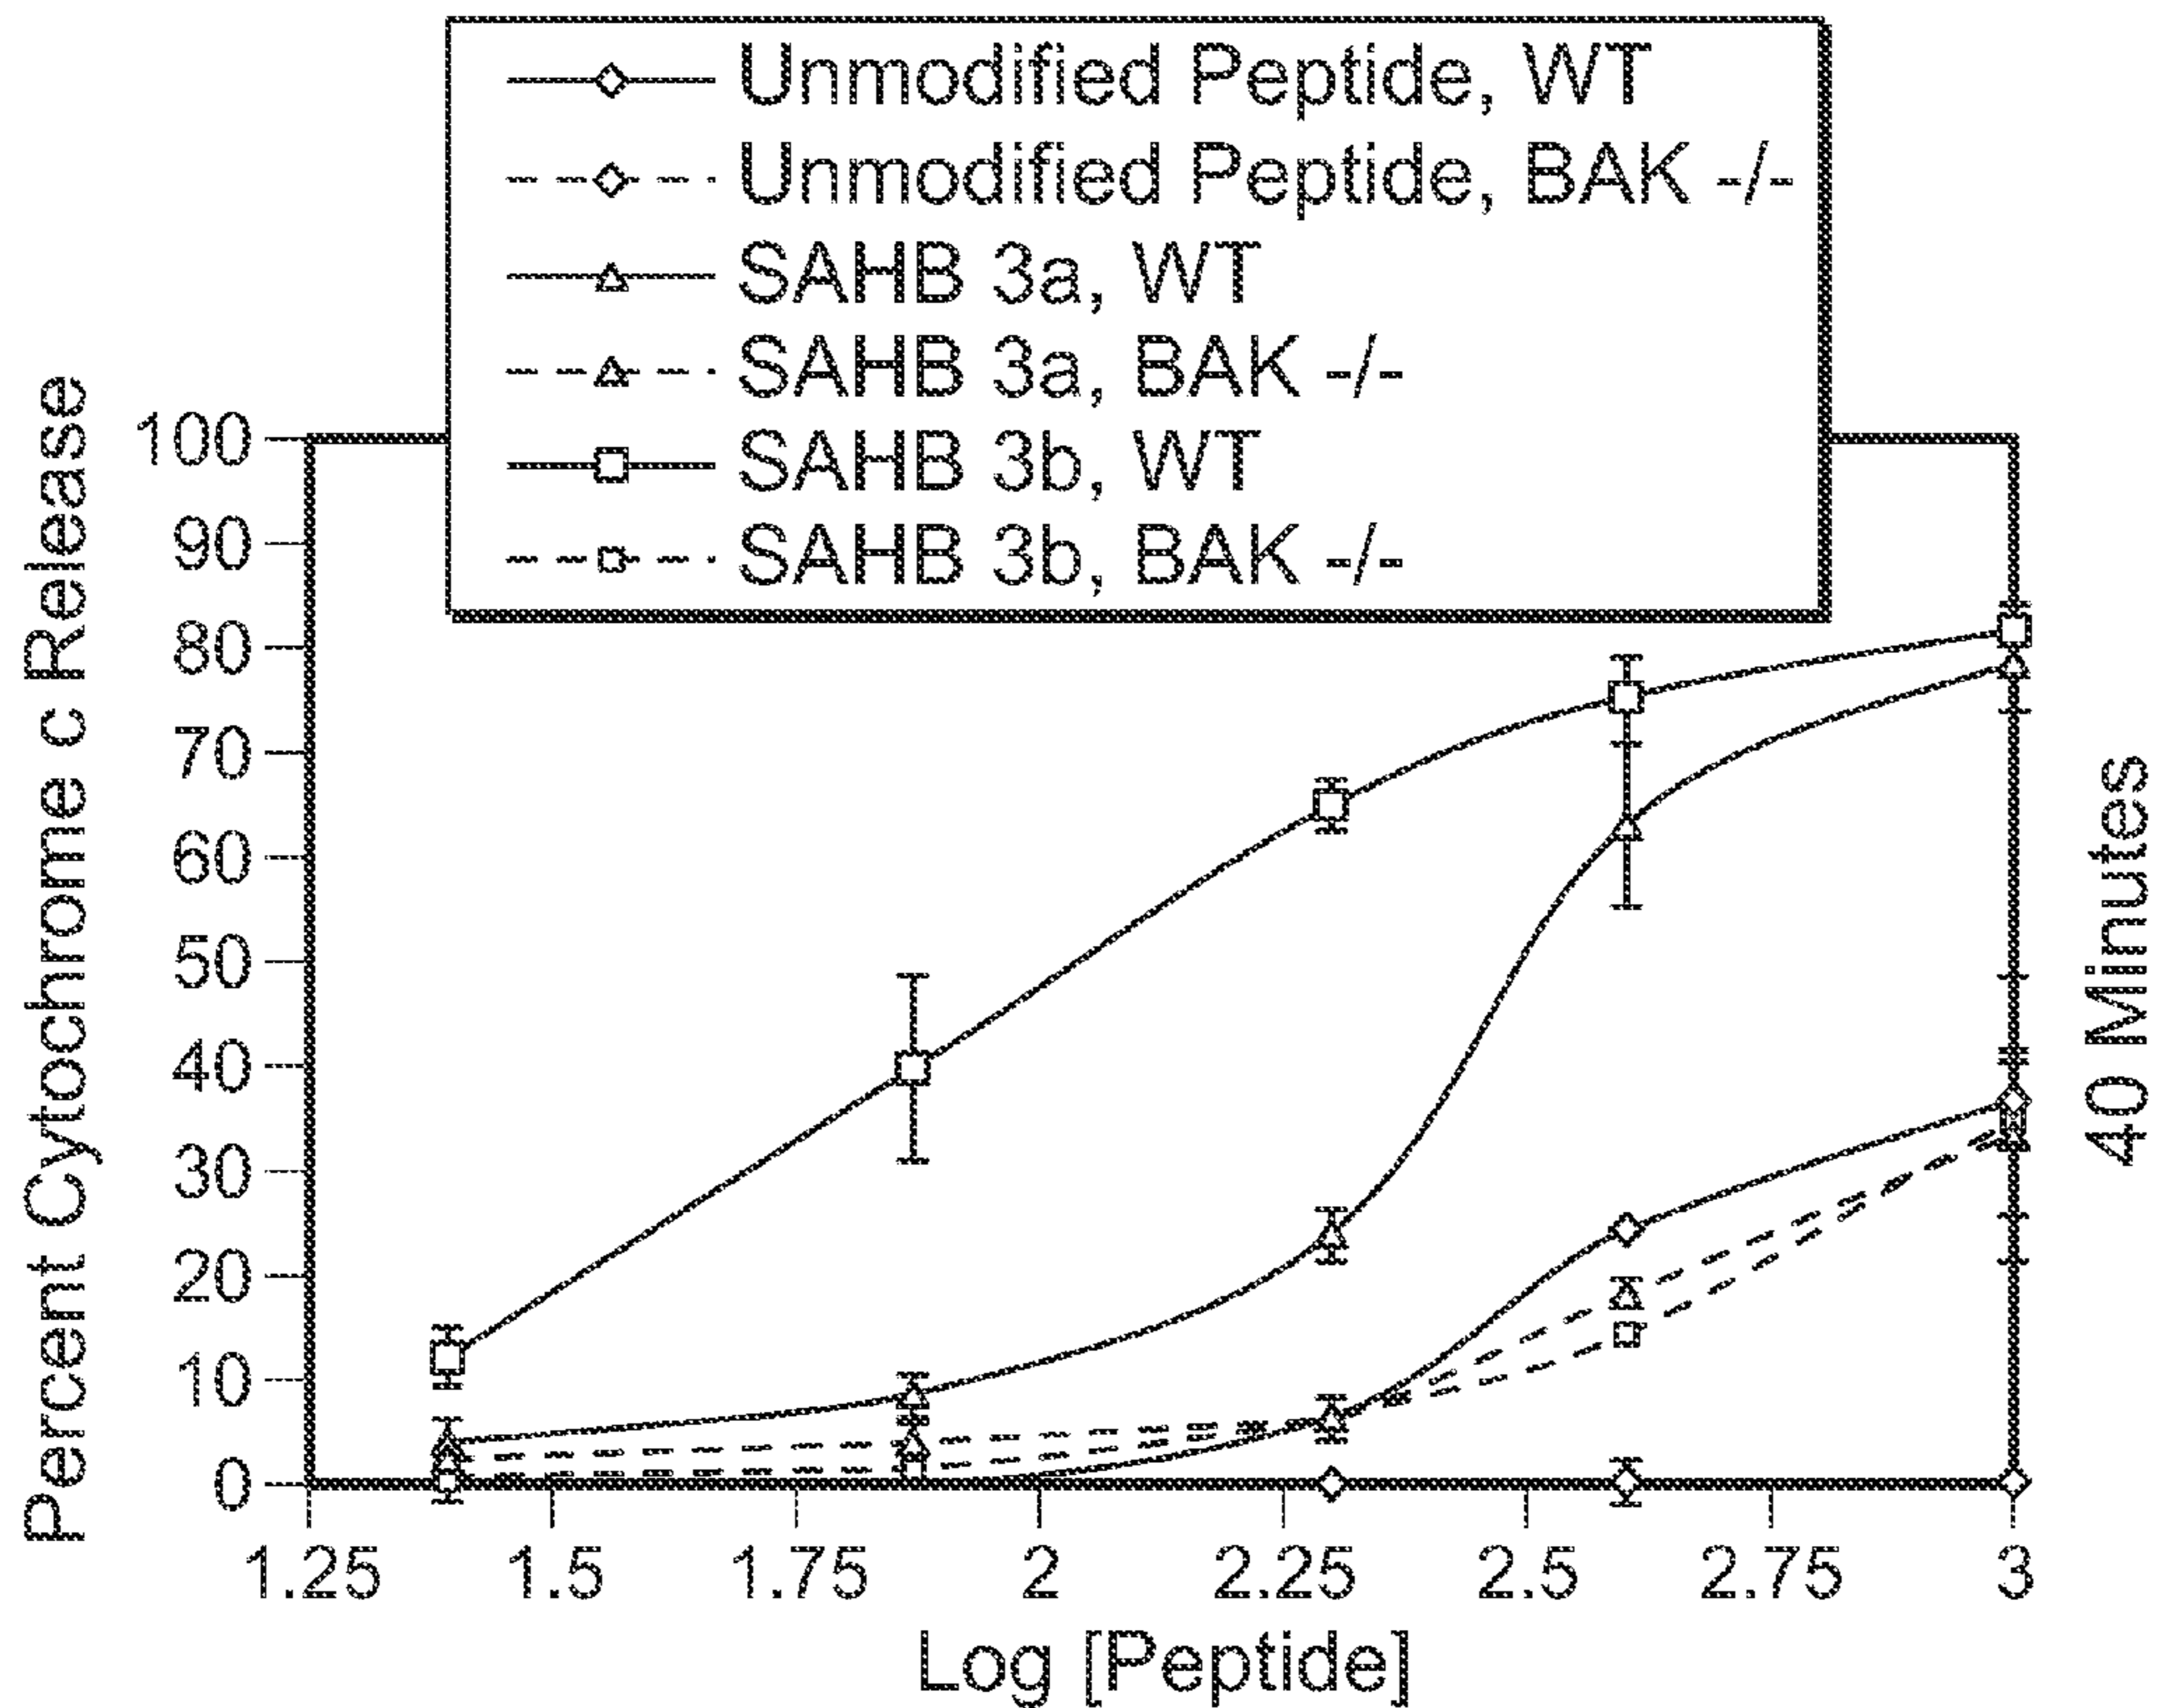 Unmodified Peptide, WT
Unmodified Peptide, BAK -/-
SAHB 3a, WT
SAHB 3a, BAK -/-
SAHB 3b, WT
SAHB 3b, BAK -/-
Percent Cytochrome c Release
100
90
80
70
60
50
40
30
20
10
0
1.25 1.5 1.75 2 2.25 2.5 2.75 3
Log [Peptide]
40 Minutes